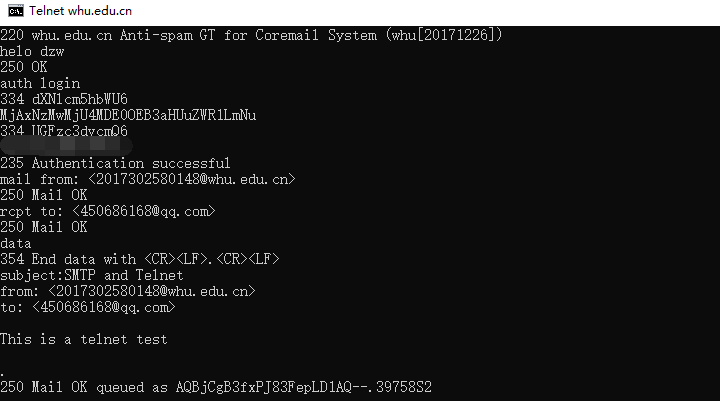 Telnet whu.edu.cn
220 whu.edu.cn Anti-spam GT for Coremail System (whu[20171226])
helo dzw
250 OK
auth login
334 dXNlcm5hbWU6
MjAxNzMwMjU4MDE0OEB3aHUuZWR1LmNu
334 UGFzc3dvcmQ6
235 Authentication successful
mail from: <2017302580148@whu.edu.cn>
250 Mail OK
rcpt to: <450686168@qq.com>
250 Mail OK
data
354 End data with <CR><LF>.<CR><LF>
subject:SMTP and Telnet
from: <2017302580148@whu.edu.cn>
to: <450686168@qq.com>
This is a telnet test
.
250 Mail OK queued as AQBjCgB3fxPJ83FepLD1AQ--.39758S2